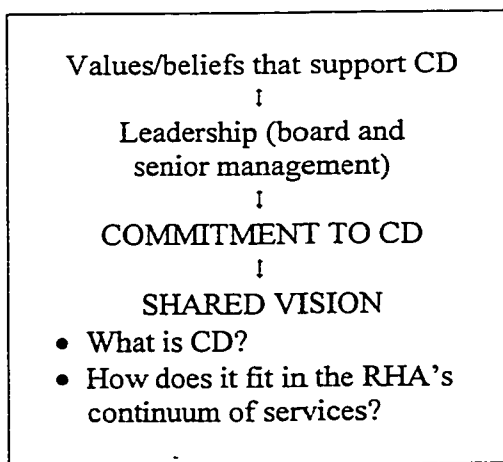 Values/beliefs that support CD
↕
Leadership (board and
senior management)
↕
COMMITMENT TO CD
↕
SHARED VISION
• What is CD?
• How does it fit in the RHA's
continuum of services?